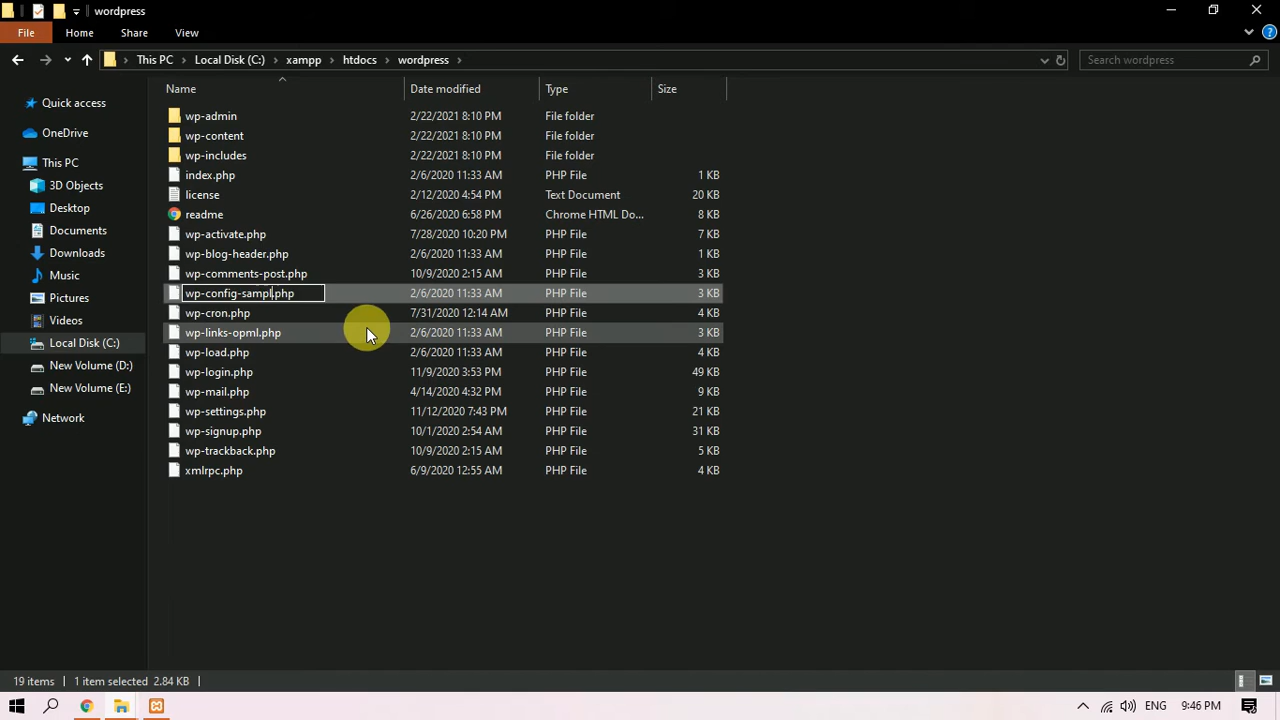 wordpress
File Home Share View
This PC Local Disk (C:) xampp htdocs wordpress Search wordpress
Name Date modified Type Size
Quick access
OneDrive
This PC
3D Objects
Desktop
Documents
Downloads
Music
Pictures
Videos
Local Disk (C:)
New Volume (D:)
New Volume (E:)
Network
wp-admin 2/22/2021 8:10 PM File folder
wp-content 2/22/2021 8:10 PM File folder
wp-includes 2/22/2021 8:10 PM File folder
index.php 2/6/2020 11:33 AM PHP File 1 KB
license 2/12/2020 4:54 PM Text Document 20 KB
readme 6/26/2020 6:58 PM Chrome HTML Do... 8 KB
wp-activate.php 7/28/2020 10:20 PM PHP File 7 KB
wp-blog-header.php 2/6/2020 11:33 AM PHP File 1 KB
wp-comments-post.php 10/9/2020 2:15 AM PHP File 3 KB
wp-config-sampl.php 2/6/2020 11:33 AM PHP File 3 KB
wp-cron.php 7/31/2020 12:14 AM PHP File 4 KB
wp-links-opml.php 2/6/2020 11:33 AM PHP File 3 KB
wp-load.php 2/6/2020 11:33 AM PHP File 4 KB
wp-login.php 11/9/2020 3:53 PM PHP File 49 KB
wp-mail.php 4/14/2020 4:32 PM PHP File 9 KB
wp-settings.php 11/12/2020 7:43 PM PHP File 21 KB
wp-signup.php 10/1/2020 2:54 AM PHP File 31 KB
wp-trackback.php 10/9/2020 2:15 AM PHP File 5 KB
xmlrpc.php 6/9/2020 12:55 AM PHP File 4 KB
19 items 1 item selected 2.84 KB
ENG 9:46 PM